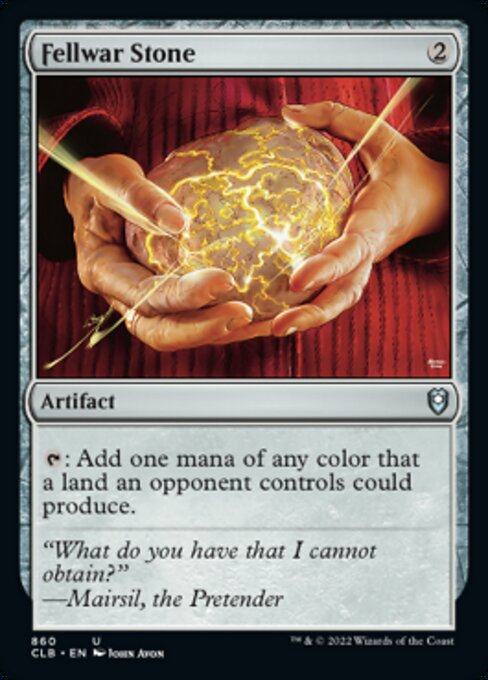 Fellwar Stone 2
Artifact
: Add one mana of any color that
a land an opponent controls could
produce.
“What do you have that I cannot
obtain?”
—Mairsil, the Pretender
860 U
CLB • EN John Avon
™ & © 2022 Wizards of the Coast